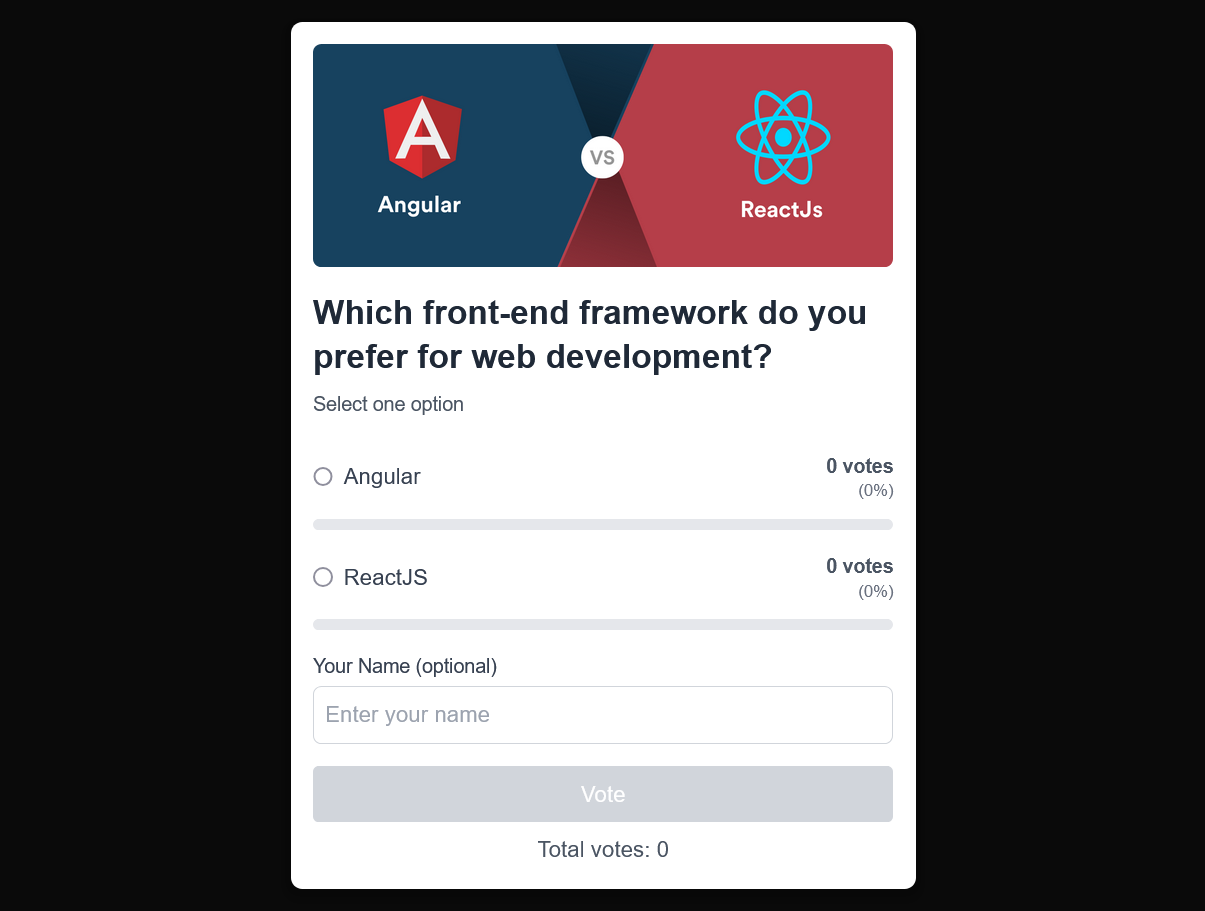 Angular
VS
ReactJs
Which front-end framework do you
prefer for web development?
Select one option
Angular
0 votes
(0%)
ReactJS
0 votes
(0%)
Your Name (optional)
Enter your name
Vote
Total votes: 0